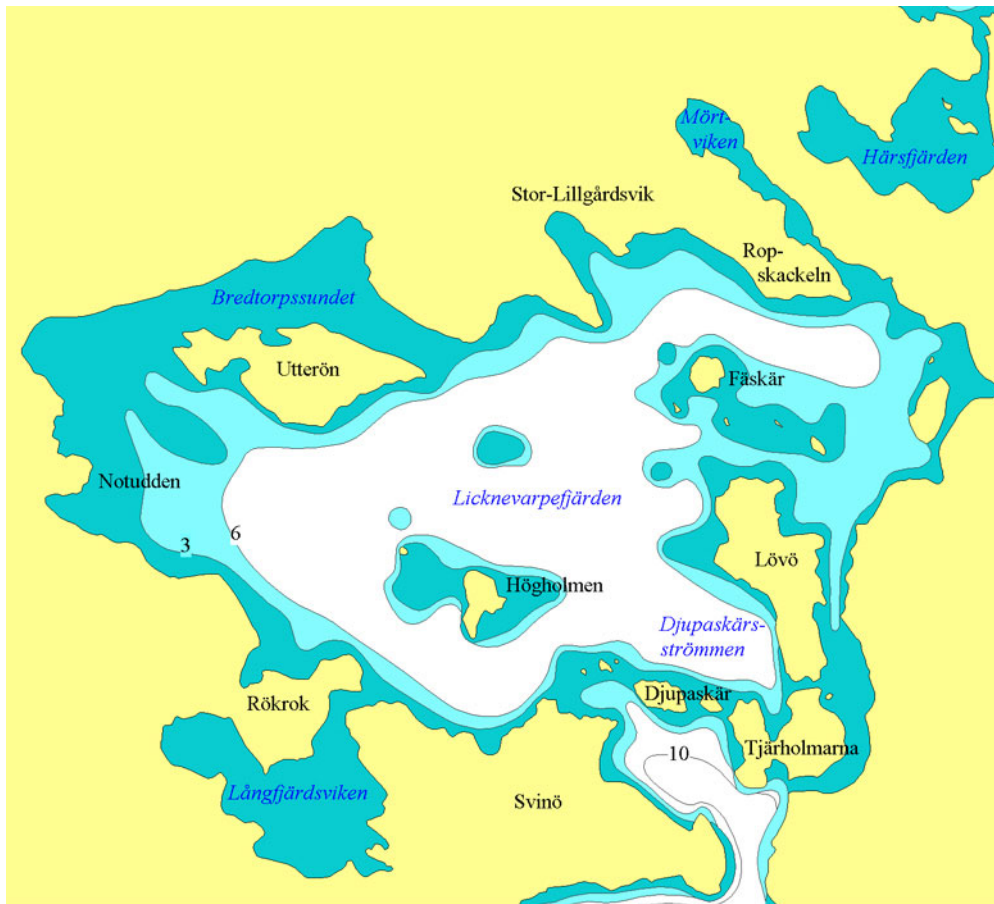 Mört-
viken
Härsfjärden
Stor-Lillgårdsvik
Rop-
skackeln
Bredtorpssundet
Utterön
Fäskär
Notudden
Licknevarpefjärden
3
6
Lövö
Högholmen
Djupaskärs-
strömmen
Djupaskär
Rökrok
Tjärholmarna
10
Långfjärdsviken
Svinö